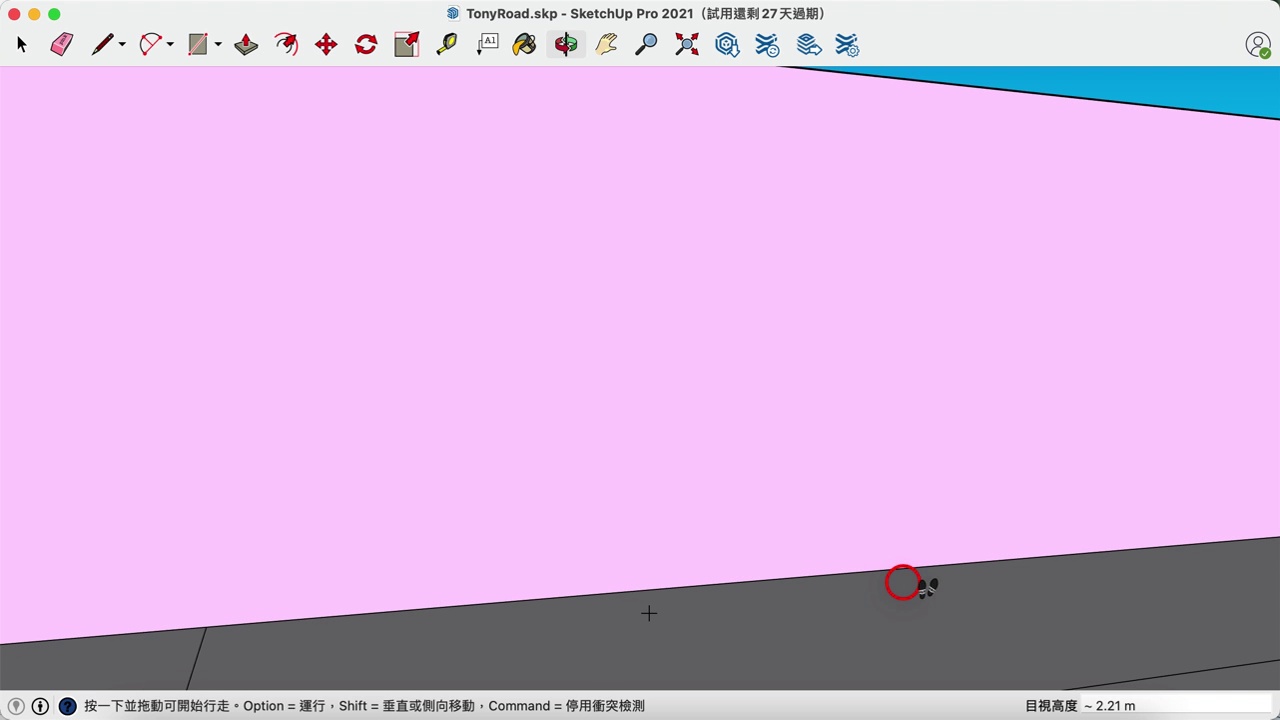 TonyRoad.skp - SketchUp Pro 2021（試用還剩 27 天過期）
A1
按一下並拖動可開始行走。Option = 運行，Shift = 垂直或側向移動，Command = 停用衝突檢測
目視高度 ~ 2.21 m